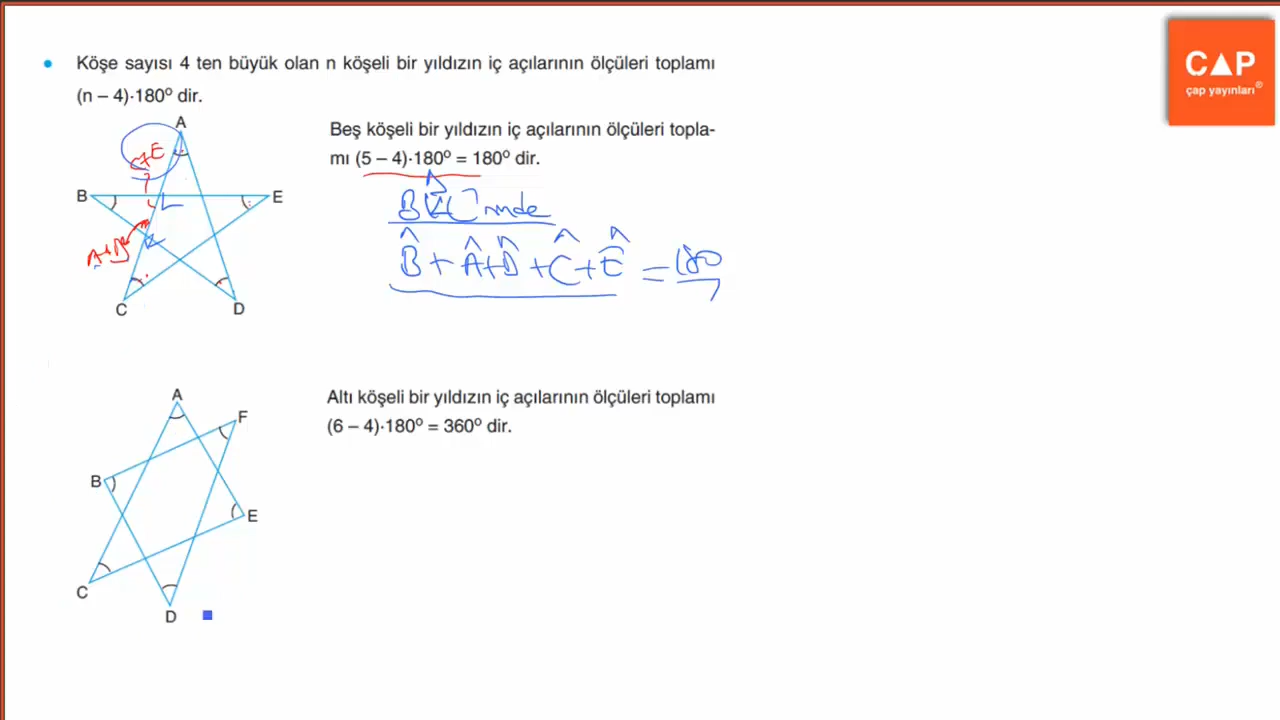 CAP
çap yayınları®
• Köşe sayısı 4 ten büyük olan n köşeli bir yıldızın iç açılarının ölçüleri toplamı
(n – 4)·180° dir.
Beş köşeli bir yıldızın iç açılarının ölçüleri topla-
mı (5 – 4)·180° = 180° dir.
A
C+E
B
E
L
K
A+D
C
D
B̂ + Â + D̂ + Ĉ + Ê = 180
Altı köşeli bir yıldızın iç açılarının ölçüleri toplamı
(6 – 4)·180° = 360° dir.
A
F
B
E
C
D